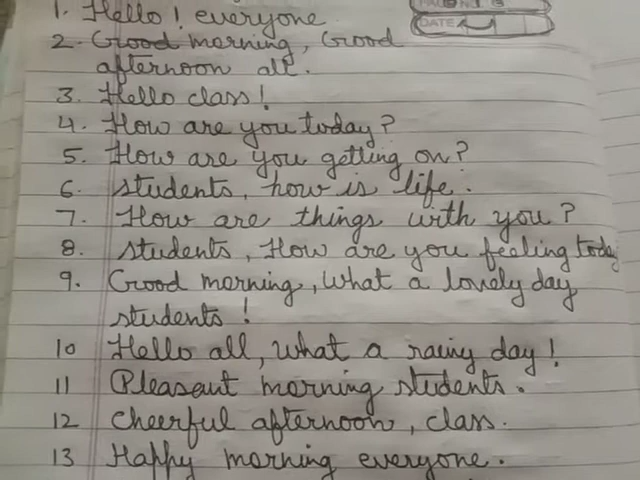 DATE
1. Hello! everyone
2. Good morning, Good
afternoon all.
3. Hello class!
4. How are you today?
5. How are you getting on?
6. students, how is life.
7. How are things with you?
8. students, How are you feeling today
9. Good morning, What a lovely day
students!
10 Hello all, What a rainy day!
11 Pleasant morning students.
12 Cheerful afternoon, class.
13 Happy morning everyone.